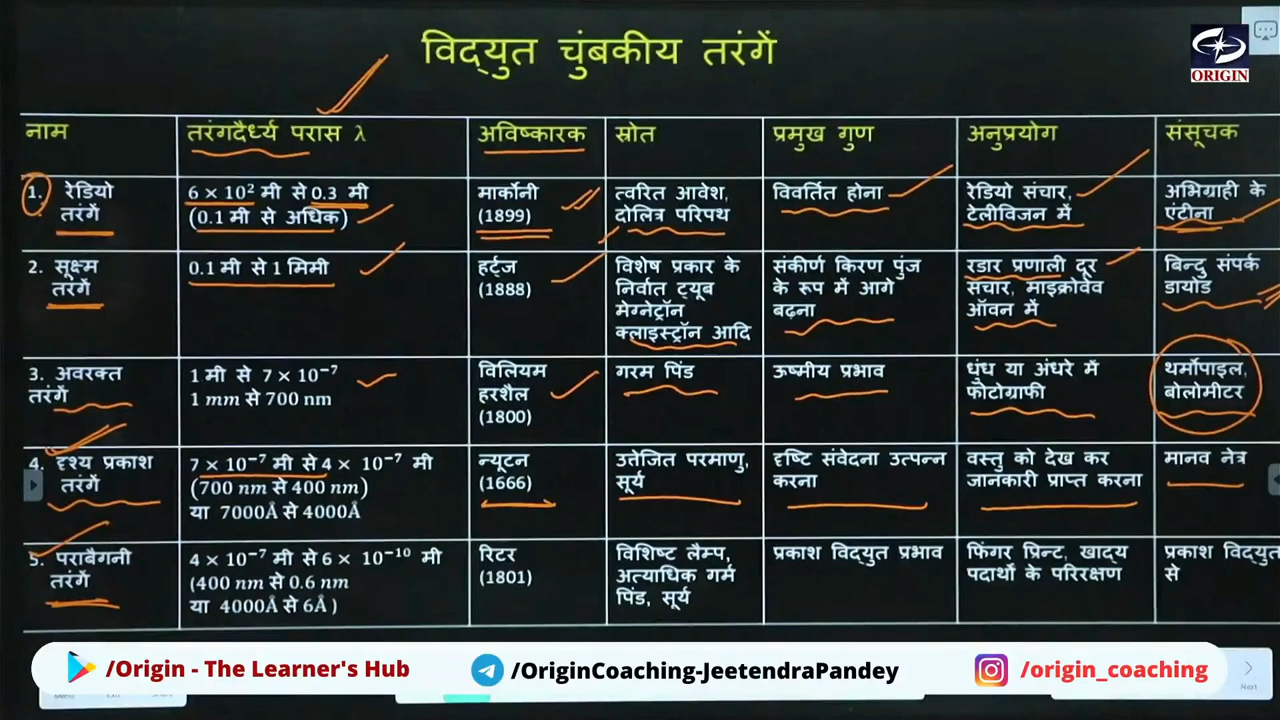 विद्युत चुंबकीय तरंगें
ORIGIN
नाम
तरंगदैर्ध्य परास λ
अविष्कारक
स्रोत
प्रमुख गुण
अनुप्रयोग
संसूचक
1. रेडियो
तरंगें
6 × 10² मी से 0.3 मी
(0.1 मी से अधिक)
मार्कोनी
(1899)
त्वरित आवेश,
दोलित्र परिपथ
विवर्तित होना
रेडियो संचार,
टेलीविजन में
अभिग्राही के
एंटीना
2. सूक्ष्म
तरंगें
0.1 मी से 1 मिमी
हर्ट्ज
(1888)
विशेष प्रकार के
निर्वात ट्यूब
मेग्नेट्रॉन
क्लाइस्ट्रॉन आदि
संकीर्ण किरण पुंज
के रूप में आगे
बढ़ना
रडार प्रणाली दूर
संचार, माइक्रोवेव
ऑवन में
बिन्दु संपर्क
डायोड
3. अवरक्त
तरंगें
1 मी से 7 × 10⁻⁷
1 mm से 700 nm
विलियम
हरशैल
(1800)
गरम पिंड
ऊष्मीय प्रभाव
धुंध या अंधरे में
फोटोग्राफी
थर्मोपाइल,
बोलोमीटर
4. दृश्य प्रकाश
तरंगें
7 × 10⁻⁷ मी से 4 × 10⁻⁷ मी
(700 nm से 400 nm)
या 7000Å से 4000Å
न्यूटन
(1666)
उतेजित परमाणु,
सूर्य
दृष्टि संवेदना उत्पन्न
करना
वस्तु को देख कर
जानकारी प्राप्त करना
मानव नेत्र
5. पराबैगनी
तरंगें
4 × 10⁻⁷ मी से 6 × 10⁻¹⁰ मी
(400 nm से 0.6 nm
या 4000Å से 6Å )
रिटर
(1801)
विशिष्ट लैम्प,
अत्याधिक गर्म
पिंड, सूर्य
प्रकाश विद्युत प्रभाव
फिंगर प्रिन्ट, खाद्य
पदार्थो के परिरक्षण
प्रकाश विद्युत
से
/Origin - The Learner's Hub
/OriginCoaching-JeetendraPandey
/origin_coaching
Next